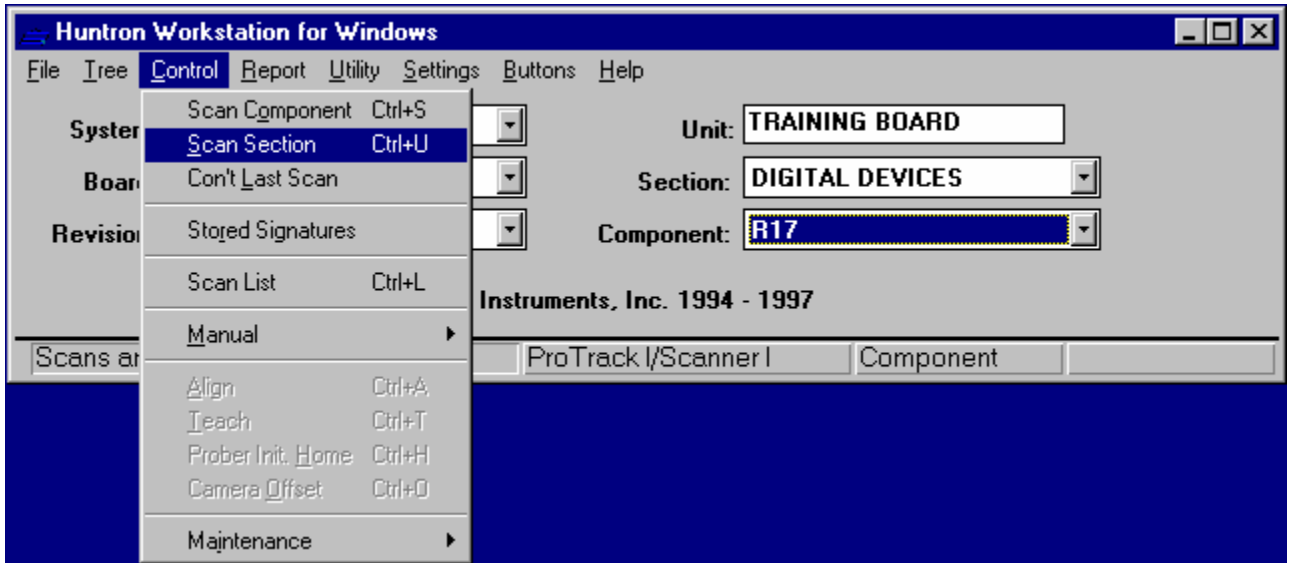 Huntron Workstation for Windows
File Tree Control Report Utility Settings Buttons Help
Scan Component Ctrl+S
Unit: TRAINING BOARD
Scan Section Ctrl+U
Section: DIGITAL DEVICES
Con't Last Scan
Stored Signatures
Component: R17
Scan List Ctrl+L
Instruments, Inc. 1994 - 1997
Manual
Scans ProTrack I/Scanner I Component
Align Ctrl+A
Teach Ctrl+T
Prober Init. Home Ctrl+H
Camera Offset Ctrl+O
Maintenance